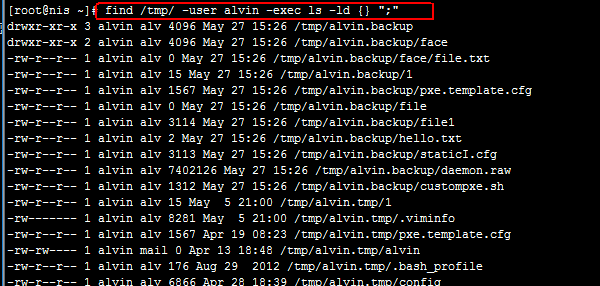 [root@nis ~]# find /tmp/ -user alvin -exec ls -ld {} ";"
drwxr-xr-x 3 alvin alv 4096 May 27 15:26 /tmp/alvin.backup
drwxr-xr-x 2 alvin alv 4096 May 27 15:26 /tmp/alvin.backup/face
-rw-r--r-- 1 alvin alv 0 May 27 15:26 /tmp/alvin.backup/face/file.txt
-rw-r--r-- 1 alvin alv 15 May 27 15:26 /tmp/alvin.backup/1
-rw-r--r-- 1 alvin alv 1567 May 27 15:26 /tmp/alvin.backup/pxe.template.cfg
-rw-r--r-- 1 alvin alv 0 May 27 15:26 /tmp/alvin.backup/file
-rw-r--r-- 1 alvin alv 3114 May 27 15:26 /tmp/alvin.backup/file1
-rw-r--r-- 1 alvin alv 2 May 27 15:26 /tmp/alvin.backup/hello.txt
-rw-r--r-- 1 alvin alv 3113 May 27 15:26 /tmp/alvin.backup/staticI.cfg
-rw-r--r-- 1 alvin alv 7402126 May 27 15:26 /tmp/alvin.backup/daemon.raw
-rw-r--r-- 1 alvin alv 1312 May 27 15:26 /tmp/alvin.backup/custompxe.sh
-rw-r--r-- 1 alvin alv 15 May  5 21:00 /tmp/alvin.tmp/1
-rw------- 1 alvin alv 8281 May  5 21:00 /tmp/alvin.tmp/.viminfo
-rw-r--r-- 1 alvin alv 1567 Apr 19 08:23 /tmp/alvin.tmp/pxe.template.cfg
-rw-rw---- 1 alvin mail 0 Apr 13 18:48 /tmp/alvin.tmp/alvin
-rw-r--r-- 1 alvin alv 176 Aug 29  2012 /tmp/alvin.tmp/.bash_profile
-rw-r--r-- 1 alvin alv 6866 Apr 28 18:39 /tmp/alvin.tmp/config